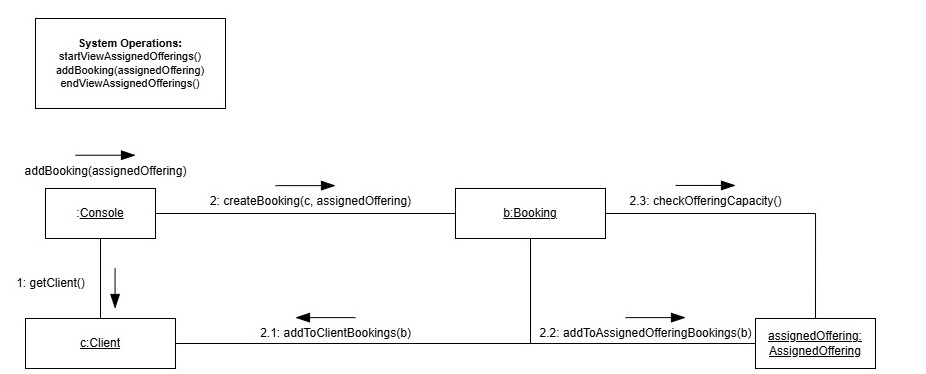 System Operations:
startViewAssignedOfferings()
addBooking(assignedOffering)
endViewAssignedOfferings()
addBooking(assignedOffering)
:Console
2: createBooking(c, assignedOffering)
b:Booking
2.3: checkOfferingCapacity()
1: getClient()
c:Client
2.1: addToClientBookings(b)
2.2: addToAssignedOfferingBookings(b)
assignedOffering:
AssignedOffering